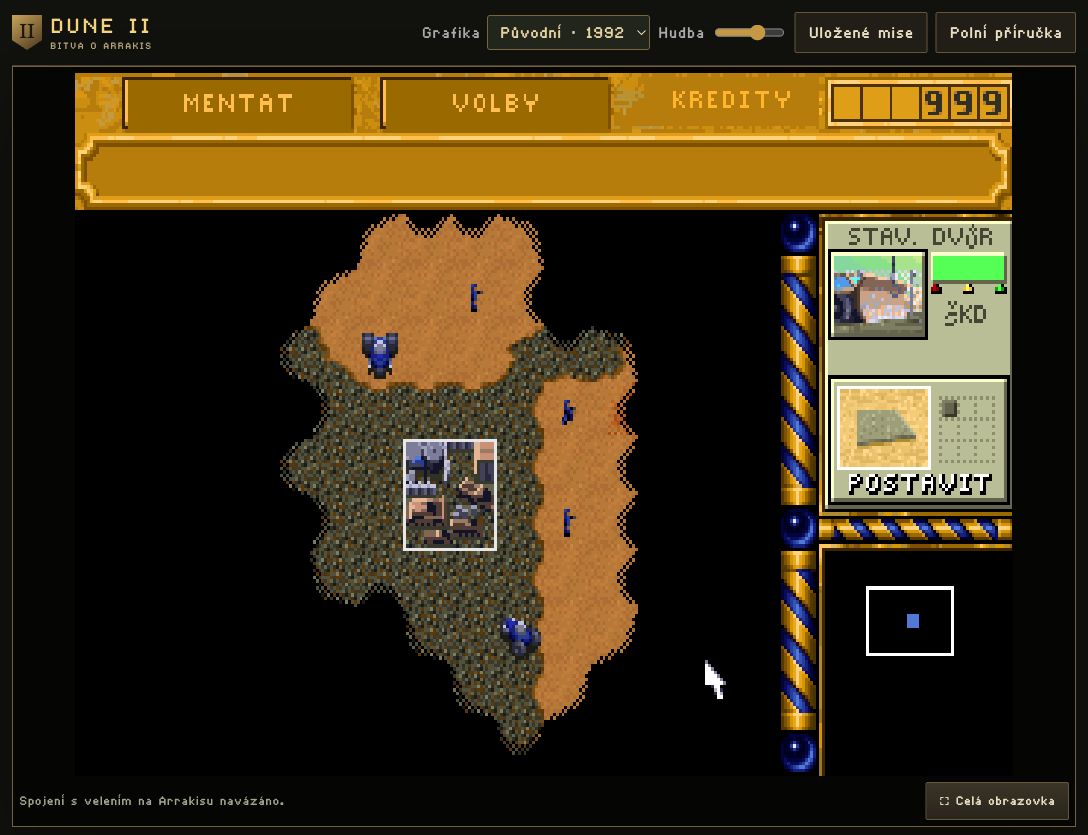 II
DUNE II
BITVA O ARRAKIS
Grafika
Původní · 1992
Hudba
Uložené mise
Polní příručka
MENTAT
VOLBY
KREDITY
999
STAV. DVŮR
ŠKD
POSTAVIT
Spojení s velením na Arrakisu navázáno.
Celá obrazovka